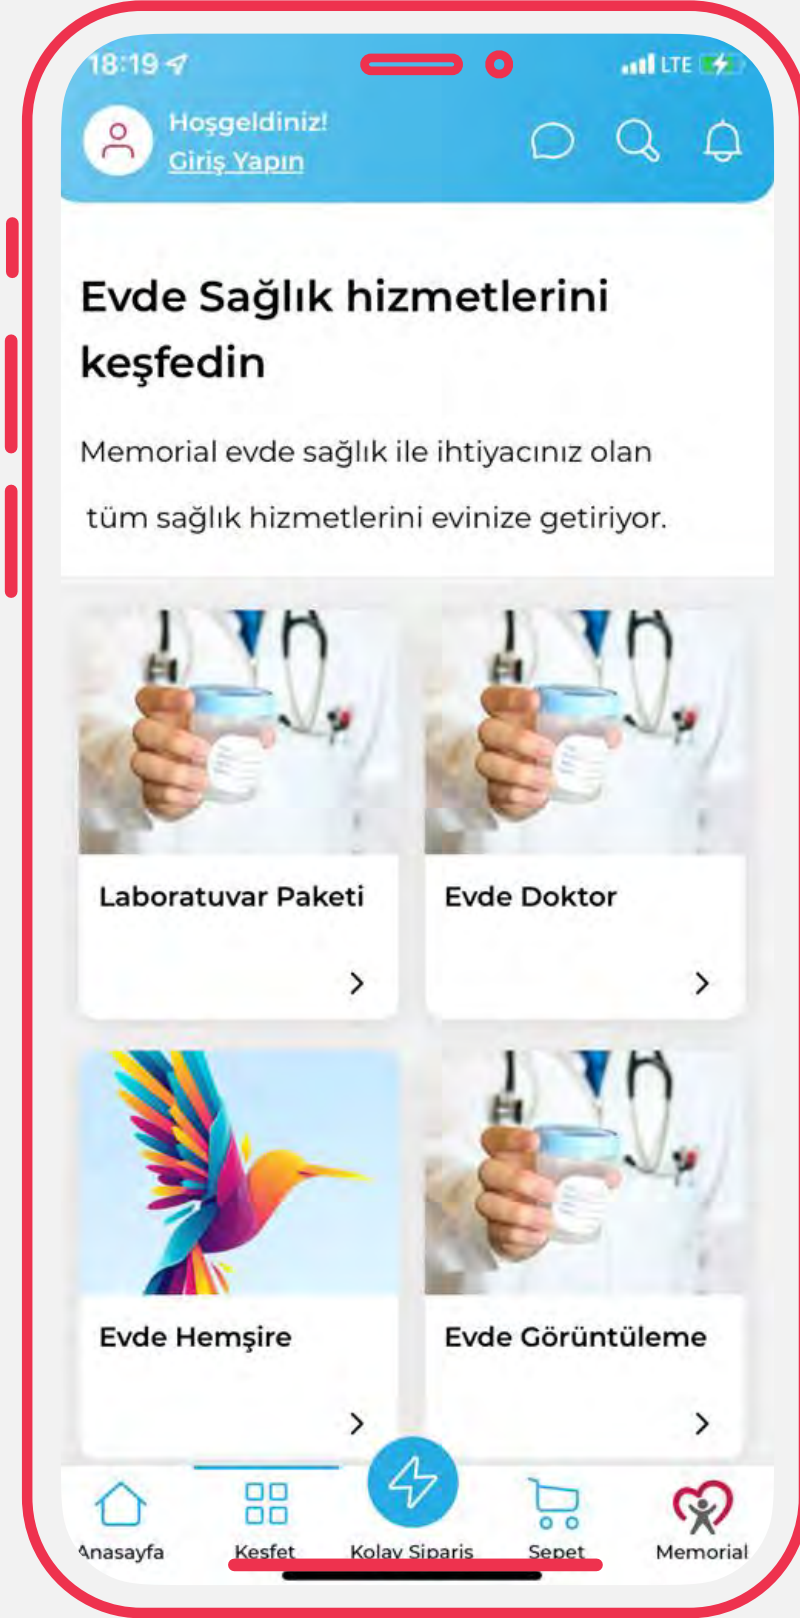 18:19
LTE
Hoşgeldiniz!
Giriş Yapın
Evde Sağlık hizmetlerini
keşfedin
Memorial evde sağlık ile ihtiyacınız olan
tüm sağlık hizmetlerini evinize getiriyor.
Laboratuvar Paketi
Evde Doktor
Evde Hemşire
Evde Görüntüleme
Anasayfa
Keşfet
Kolay Sipariş
Sepet
Memorial